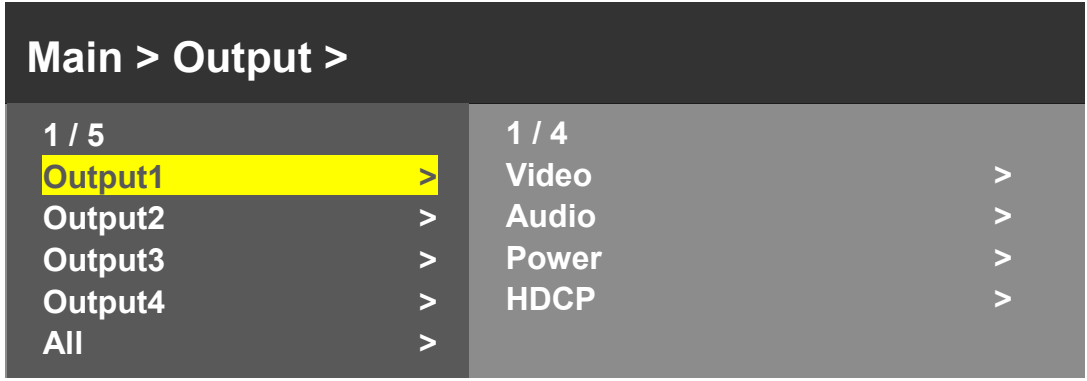 Main > Output >
1 / 5
Output1 >
Output2 >
Output3 >
Output4 >
All >
1 / 4
Video >
Audio >
Power >
HDCP >